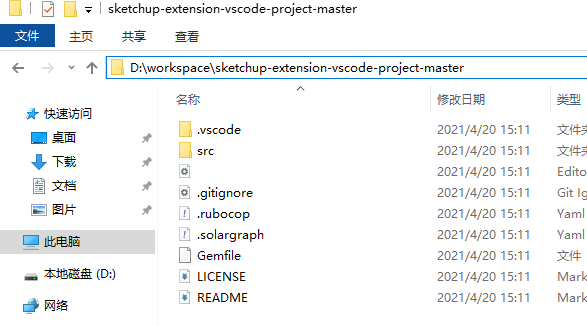 sketchup-extension-vscode-project-master
文件 主页 共享 查看
D:\workspace\sketchup-extension-vscode-project-master
名称 修改日期 类型
快速访问
桌面
下载
文档
图片
此电脑
本地磁盘 (D:)
网络
.vscode 2021/4/20 15:11 文件夹
src 2021/4/20 15:11 文件夹
2021/4/20 15:11 Edito
.gitignore 2021/4/20 15:11 Git Ig
.rubocop 2021/4/20 15:11 Yaml
.solargraph 2021/4/20 15:11 Yaml
Gemfile 2021/4/20 15:11 文件
LICENSE 2021/4/20 15:11 Mark
README 2021/4/20 15:11 Mark